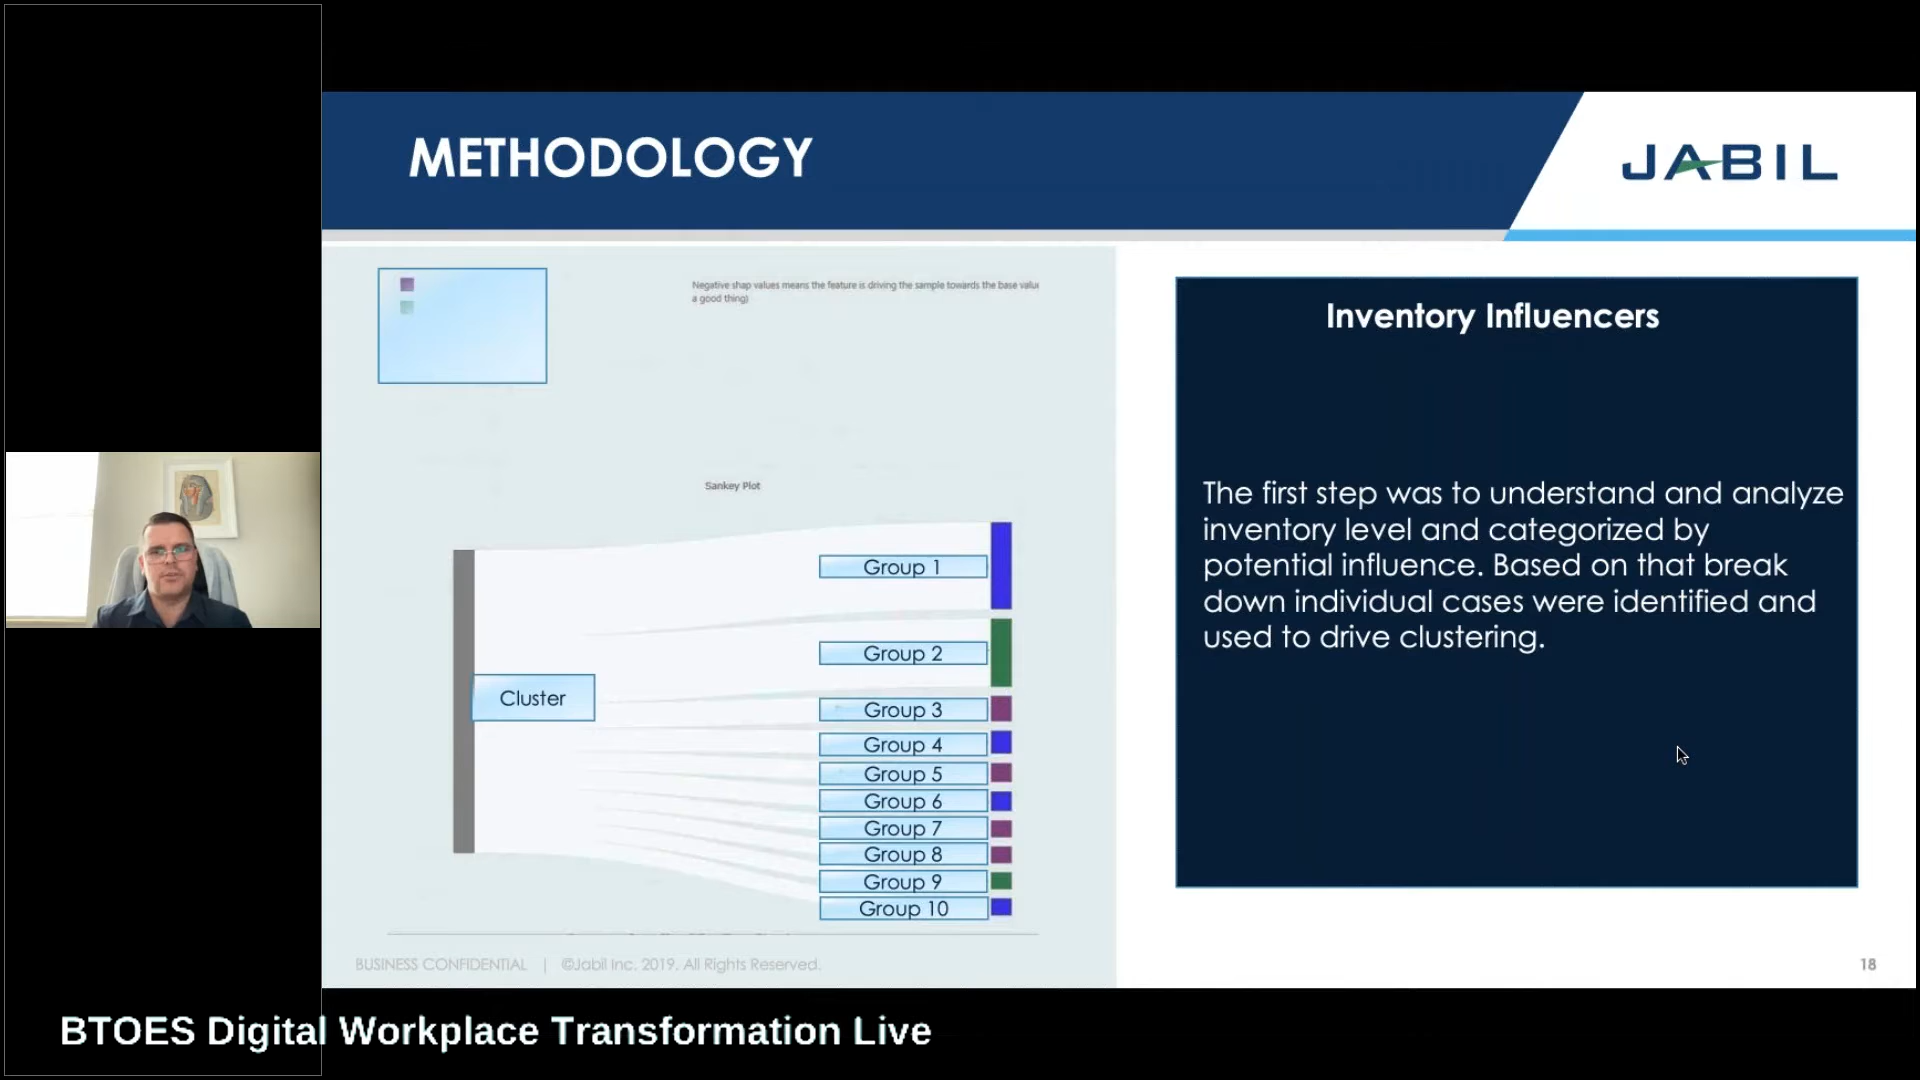 METHODOLOGY
JABIL
Negative shap values means the feature is driving the sample towards the base valu
a good thing)
Sankey Plot
Cluster
Group 1
Group 2
Group 3
Group 4
Group 5
Group 6
Group 7
Group 8
Group 9
Group 10
Inventory Influencers
The first step was to understand and analyze
inventory level and categorized by
potential influence. Based on that break
down individual cases were identified and
used to drive clustering.
BUSINESS CONFIDENTIAL | ©Jabil Inc. 2019. All Rights Reserved.
18
BTOES Digital Workplace Transformation Live